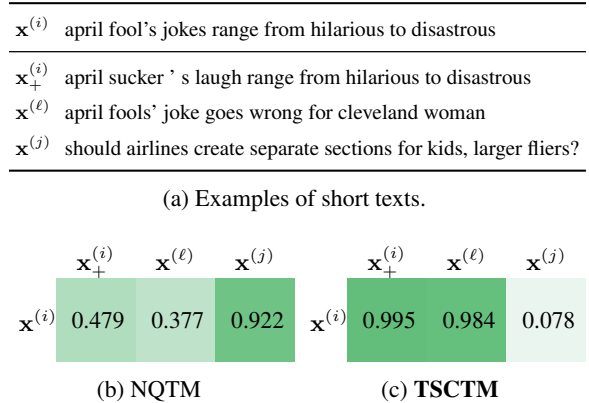 x(i) april fool's jokes range from hilarious to disastrous
x+(i) april sucker ' s laugh range from hilarious to disastrous
x(ℓ) april fools' joke goes wrong for cleveland woman
x(j) should airlines create separate sections for kids, larger fliers?
(a) Examples of short texts.
x+(i) x(ℓ) x(j)
x(i) 0.479 0.377 0.922
(b) NQTM
x+(i) x(ℓ) x(j)
x(i) 0.995 0.984 0.078
(c) TSCTM